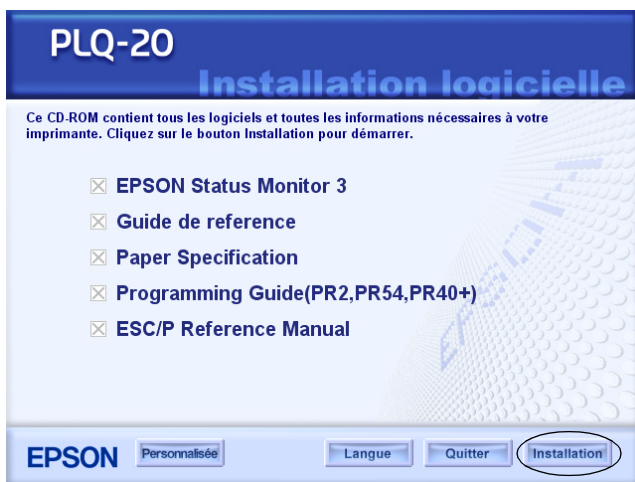 PLQ-20
Installation logicielle
Ce CD-ROM contient tous les logiciels et toutes les informations nécessaires à votre
imprimante. Cliquez sur le bouton Installation pour démarrer.
EPSON Status Monitor 3
Guide de reference
Paper Specification
Programming Guide(PR2,PR54,PR40+)
ESC/P Reference Manual
EPSON
EPSON Personnalisée Langue Quitter Installation